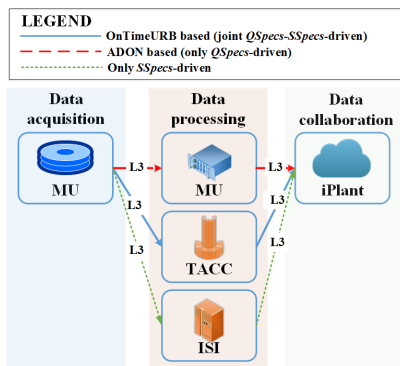 LEGEND
OnTimeURB based (joint QSpecs-SSpecs-driven)
ADON based (only QSpecs-driven)
Only SSpecs-driven
Data acquisition
Data processing
Data collaboration
MU
L3
MU
L3
iPlant
L3
L3
TACC
L3
L3
ISI